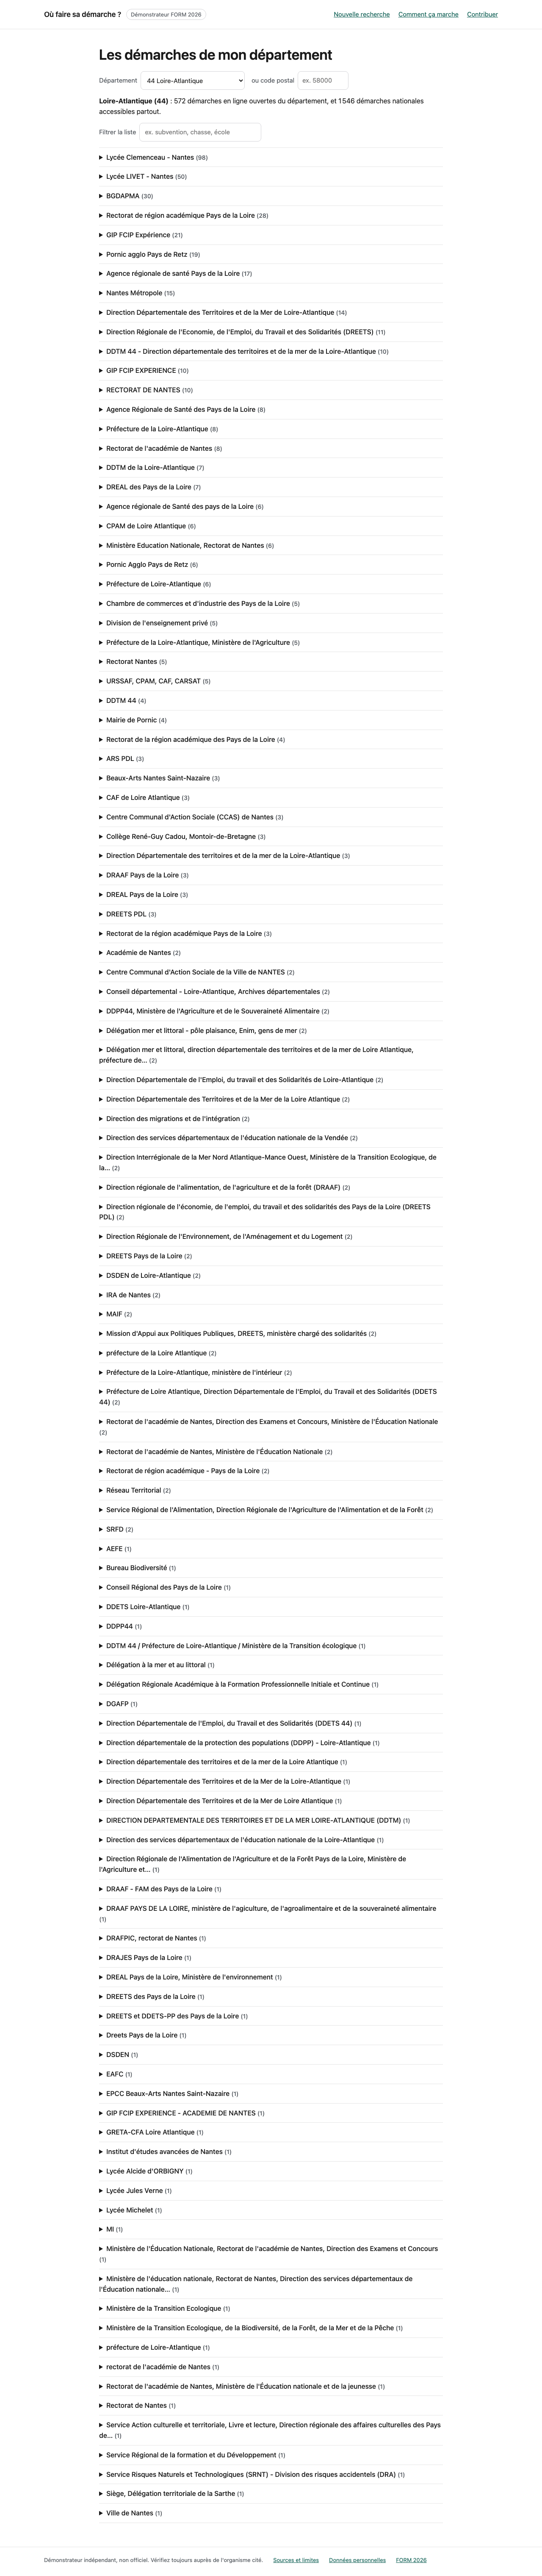 Où faire sa démarche ? Démonstrateur FORM 2026 Nouvelle recherche Comment ça marche Contribuer
Les démarches de mon département
Département 44 Loire-Atlantique ou code postal ex. 58000
Loire-Atlantique (44) : 572 démarches en ligne ouvertes du département, et 1 546 démarches nationales
accessibles partout.
Filtrer la liste ex. subvention, chasse, école
Lycée Clemenceau - Nantes (98)
Lycée LIVET - Nantes (50)
BGDAPMA (30)
Rectorat de région académique Pays de la Loire (28)
GIP FCIP Expérience (21)
Pornic agglo Pays de Retz (19)
Agence régionale de santé Pays de la Loire (17)
Nantes Métropole (15)
Direction Départementale des Territoires et de la Mer de Loire-Atlantique (14)
Direction Régionale de l'Economie, de l'Emploi, du Travail et des Solidarités (DREETS) (11)
DDTM 44 - Direction départementale des territoires et de la mer de la Loire-Atlantique (10)
GIP FCIP EXPERIENCE (10)
RECTORAT DE NANTES (10)
Agence Régionale de Santé des Pays de la Loire (8)
Préfecture de la Loire-Atlantique (8)
Rectorat de l'académie de Nantes (8)
DDTM de la Loire-Atlantique (7)
DREAL des Pays de la Loire (7)
Agence régionale de Santé des pays de la Loire (6)
CPAM de Loire Atlantique (6)
Ministère Education Nationale, Rectorat de Nantes (6)
Pornic Agglo Pays de Retz (6)
Préfecture de Loire-Atlantique (6)
Chambre de commerces et d'industrie des Pays de la Loire (5)
Division de l'enseignement privé (5)
Préfecture de la Loire-Atlantique, Ministère de l'Agriculture (5)
Rectorat Nantes (5)
URSSAF, CPAM, CAF, CARSAT (5)
DDTM 44 (4)
Mairie de Pornic (4)
Rectorat de la région académique des Pays de la Loire (4)
ARS PDL (3)
Beaux-Arts Nantes Saint-Nazaire (3)
CAF de Loire Atlantique (3)
Centre Communal d'Action Sociale (CCAS) de Nantes (3)
Collège René-Guy Cadou, Montoir-de-Bretagne (3)
Direction Départementale des territoires et de la mer de la Loire-Atlantique (3)
DRAAF Pays de la Loire (3)
DREAL Pays de la Loire (3)
DREETS PDL (3)
Rectorat de la région académique Pays de la Loire (3)
Académie de Nantes (2)
Centre Communal d'Action Sociale de la Ville de NANTES (2)
Conseil départemental - Loire-Atlantique, Archives départementales (2)
DDPP44, Ministère de l'Agriculture et de le Souveraineté Alimentaire (2)
Délégation mer et littoral - pôle plaisance, Enim, gens de mer (2)
Délégation mer et littoral, direction départementale des territoires et de la mer de Loire Atlantique,
préfecture de... (2)
Direction Départementale de l'Emploi, du travail et des Solidarités de Loire-Atlantique (2)
Direction Départementale des Territoires et de la Mer de la Loire Atlantique (2)
Direction des migrations et de l'intégration (2)
Direction des services départementaux de l'éducation nationale de la Vendée (2)
Direction Interrégionale de la Mer Nord Atlantique-Mance Ouest, Ministère de la Transition Ecologique, de
la... (2)
Direction régionale de l'alimentation, de l'agriculture et de la forêt (DRAAF) (2)
Direction régionale de l'économie, de l'emploi, du travail et des solidarités des Pays de la Loire (DREETS
PDL) (2)
Direction Régionale de l'Environnement, de l'Aménagement et du Logement (2)
DREETS Pays de la Loire (2)
DSDEN de Loire-Atlantique (2)
IRA de Nantes (2)
MAIF (2)
Mission d'Appui aux Politiques Publiques, DREETS, ministère chargé des solidarités (2)
préfecture de la Loire Atlantique (2)
Préfecture de la Loire-Atlantique, ministère de l'intérieur (2)
Préfecture de Loire Atlantique, Direction Départementale de l'Emploi, du Travail et des Solidarités (DDETS
44) (2)
Rectorat de l'académie de Nantes, Direction des Examens et Concours, Ministère de l'Éducation Nationale
(2)
Rectorat de l'académie de Nantes, Ministère de l'Éducation Nationale (2)
Rectorat de région académique - Pays de la Loire (2)
Réseau Territorial (2)
Service Régional de l'Alimentation, Direction Régionale de l'Agriculture de l'Alimentation et de la Forêt (2)
SRFD (2)
AEFE (1)
Bureau Biodiversité (1)
Conseil Régional des Pays de la Loire (1)
DDETS Loire-Atlantique (1)
DDPP44 (1)
DDTM 44 / Préfecture de Loire-Atlantique / Ministère de la Transition écologique (1)
Délégation à la mer et au littoral (1)
Délégation Régionale Académique à la Formation Professionnelle Initiale et Continue (1)
DGAFP (1)
Direction Départementale de l'Emploi, du Travail et des Solidarités (DDETS 44) (1)
Direction départementale de la protection des populations (DDPP) - Loire-Atlantique (1)
Direction départementale des territoires et de la mer de la Loire Atlantique (1)
Direction Départementale des Territoires et de la Mer de la Loire-Atlantique (1)
Direction Départementale des Territoires et de la Mer de Loire Atlantique (1)
DIRECTION DEPARTEMENTALE DES TERRITOIRES ET DE LA MER LOIRE-ATLANTIQUE (DDTM) (1)
Direction des services départementaux de l'éducation nationale de la Loire-Atlantique (1)
Direction Régionale de l'Alimentation de l'Agriculture et de la Forêt Pays de la Loire, Ministère de
l'Agriculture et... (1)
DRAAF - FAM des Pays de la Loire (1)
DRAAF PAYS DE LA LOIRE, ministère de l'agiculture, de l'agroalimentaire et de la souveraineté alimentaire
(1)
DRAFPIC, rectorat de Nantes (1)
DRAJES Pays de la Loire (1)
DREAL Pays de la Loire, Ministère de l'environnement (1)
DREETS des Pays de la Loire (1)
DREETS et DDETS-PP des Pays de la Loire (1)
Dreets Pays de la Loire (1)
DSDEN (1)
EAFC (1)
EPCC Beaux-Arts Nantes Saint-Nazaire (1)
GIP FCIP EXPERIENCE - ACADEMIE DE NANTES (1)
GRETA-CFA Loire Atlantique (1)
Institut d'études avancées de Nantes (1)
Lycée Alcide d'ORBIGNY (1)
Lycée Jules Verne (1)
Lycée Michelet (1)
MI (1)
Ministère de l'Éducation Nationale, Rectorat de l'académie de Nantes, Direction des Examens et Concours
(1)
Ministère de l'éducation nationale, Rectorat de Nantes, Direction des services départementaux de
l'Éducation nationale... (1)
Ministère de la Transition Ecologique (1)
Ministère de la Transition Ecologique, de la Biodiversité, de la Forêt, de la Mer et de la Pêche (1)
préfecture de Loire-Atlantique (1)
rectorat de l'académie de Nantes (1)
Rectorat de l'académie de Nantes, Ministère de l'Éducation nationale et de la jeunesse (1)
Rectorat de Nantes (1)
Service Action culturelle et territoriale, Livre et lecture, Direction régionale des affaires culturelles des Pays
de... (1)
Service Régional de la formation et du Développement (1)
Service Risques Naturels et Technologiques (SRNT) - Division des risques accidentels (DRA) (1)
Siège, Délégation territoriale de la Sarthe (1)
Ville de Nantes (1)
Démonstrateur indépendant, non officiel. Vérifiez toujours auprès de l'organisme cité. Sources et limites Données personnelles FORM 2026